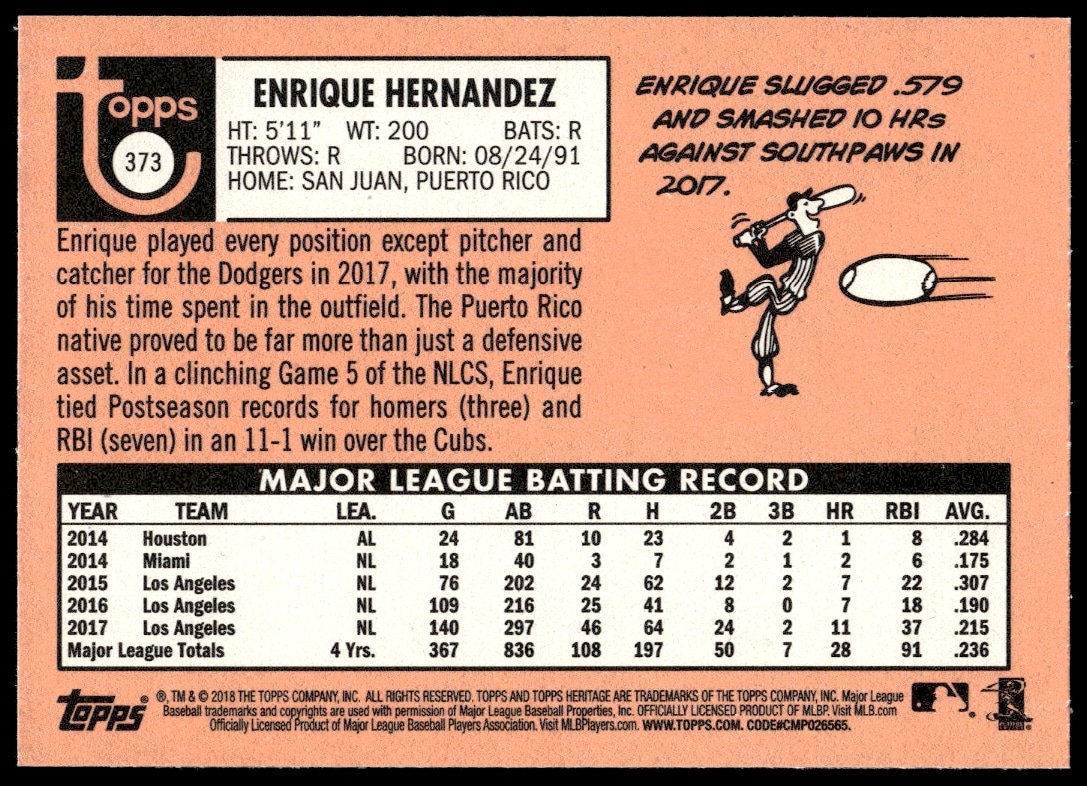 Topps
373
ENRIQUE HERNANDEZ
HT: 5'11" WT: 200 BATS: R
THROWS: R BORN: 08/24/91
HOME: SAN JUAN, PUERTO RICO
ENRIQUE SLUGGED .579
AND SMASHED 10 HRs
AGAINST SOUTHPAWS IN
2017.
Enrique played every position except pitcher and
catcher for the Dodgers in 2017, with the majority
of his time spent in the outfield. The Puerto Rico
native proved to be far more than just a defensive
asset. In a clinching Game 5 of the NLCS, Enrique
tied Postseason records for homers (three) and
RBI (seven) in an 11-1 win over the Cubs.
MAJOR LEAGUE BATTING RECORD
YEAR TEAM LEA. G AB R H 2B 3B HR RBI AVG.
2014 Houston AL 24 81 10 23 4 2 1 8 .284
2014 Miami NL 18 40 3 7 2 1 2 6 .175
2015 Los Angeles NL 76 202 24 62 12 2 7 22 .307
2016 Los Angeles NL 109 216 25 41 8 0 7 18 .190
2017 Los Angeles NL 140 297 46 64 24 2 11 37 .215
Major League Totals 4 Yrs. 367 836 108 197 50 7 28 91 .236
Topps ®
®, TM & © 2018 THE TOPPS COMPANY, INC. ALL RIGHTS RESERVED. TOPPS AND TOPPS HERITAGE ARE TRADEMARKS OF THE TOPPS COMPANY, INC. Major League
Baseball trademarks and copyrights are used with permission of Major League Baseball Properties, Inc. OFFICIALLY LICENSED PRODUCT OF MLBP. Visit MLB.com
Officially Licensed Product of Major League Baseball Players Association. Visit MLBPlayers.com. WWW.TOPPS.COM. CODE#CMP026565.